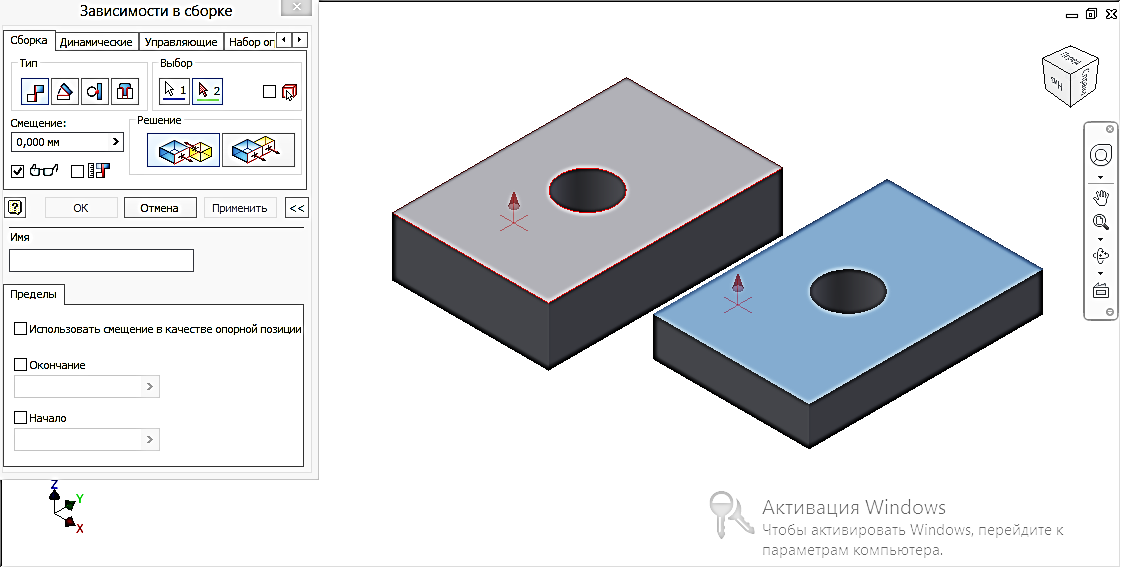 Зависимости в сборке
Сборка
Динамические
Управляющие
Набор ог
Тип
Выбор
1
2
Смещение:
Решение
0,000 мм
ОК
Отмена
Применить
<<
Имя
Пределы
Использовать смещение в качестве опорной позиции
Окончание
Начало
Z
Y
X
Активация Windows
Чтобы активировать Windows, перейдите к
параметрам компьютера.